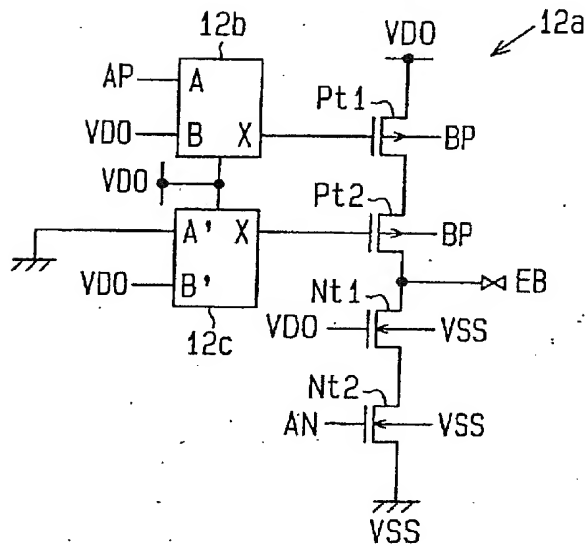 12b
VDO
12a
AP
A
Pt1
VDO
B
X
BP
VDO
Pt2
A'
X
BP
VDO
B'
Nt1
EB
12c
VDO
VSS
Nt2
AN
VSS
VSS